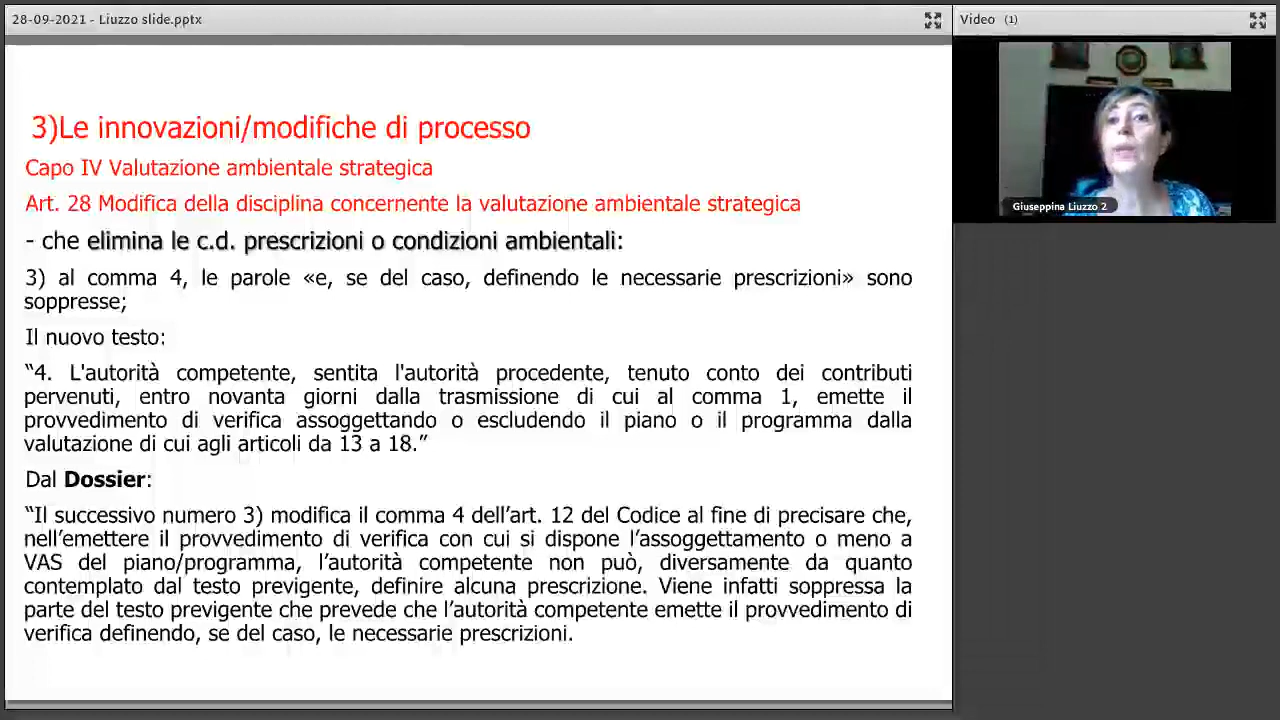 28-09-2021 - Liuzzo slide.pptx
Video (1)
3)Le innovazioni/modifiche di processo
Capo IV Valutazione ambientale strategica
Art. 28 Modifica della disciplina concernente la valutazione ambientale strategica
- che elimina le c.d. prescrizioni o condizioni ambientali:
3) al comma 4, le parole «e, se del caso, definendo le necessarie prescrizioni» sono
soppresse;
Il nuovo testo:
“4. L'autorità competente, sentita l'autorità procedente, tenuto conto dei contributi
pervenuti, entro novanta giorni dalla trasmissione di cui al comma 1, emette il
provvedimento di verifica assoggettando o escludendo il piano o il programma dalla
valutazione di cui agli articoli da 13 a 18.”
Dal Dossier:
“Il successivo numero 3) modifica il comma 4 dell’art. 12 del Codice al fine di precisare che,
nell’emettere il provvedimento di verifica con cui si dispone l’assoggettamento o meno a
VAS del piano/programma, l’autorità competente non può, diversamente da quanto
contemplato dal testo previgente, definire alcuna prescrizione. Viene infatti soppressa la
parte del testo previgente che prevede che l’autorità competente emette il provvedimento di
verifica definendo, se del caso, le necessarie prescrizioni.
Giuseppina Liuzzo 2